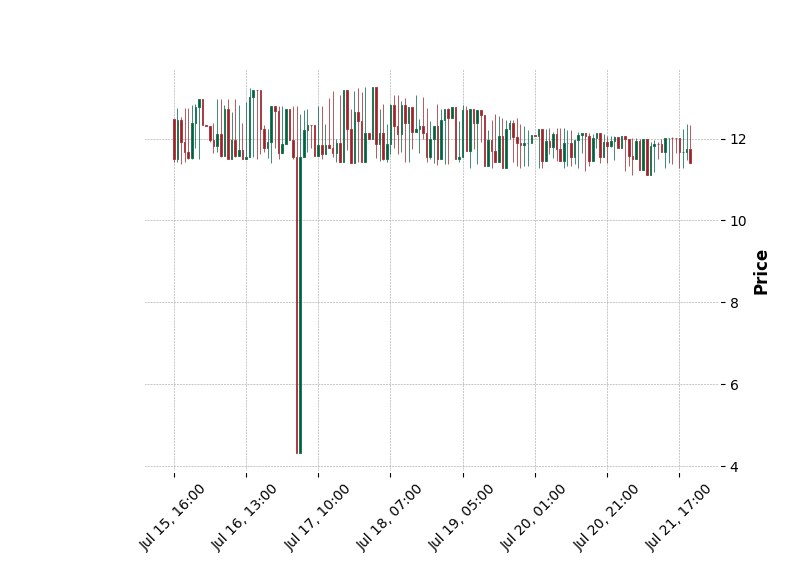 12
10
8
6
4
Price
Jul 15, 16:00
Jul 16, 13:00
Jul 17, 10:00
Jul 18, 07:00
Jul 19, 05:00
Jul 20, 01:00
Jul 20, 21:00
Jul 21, 17:00